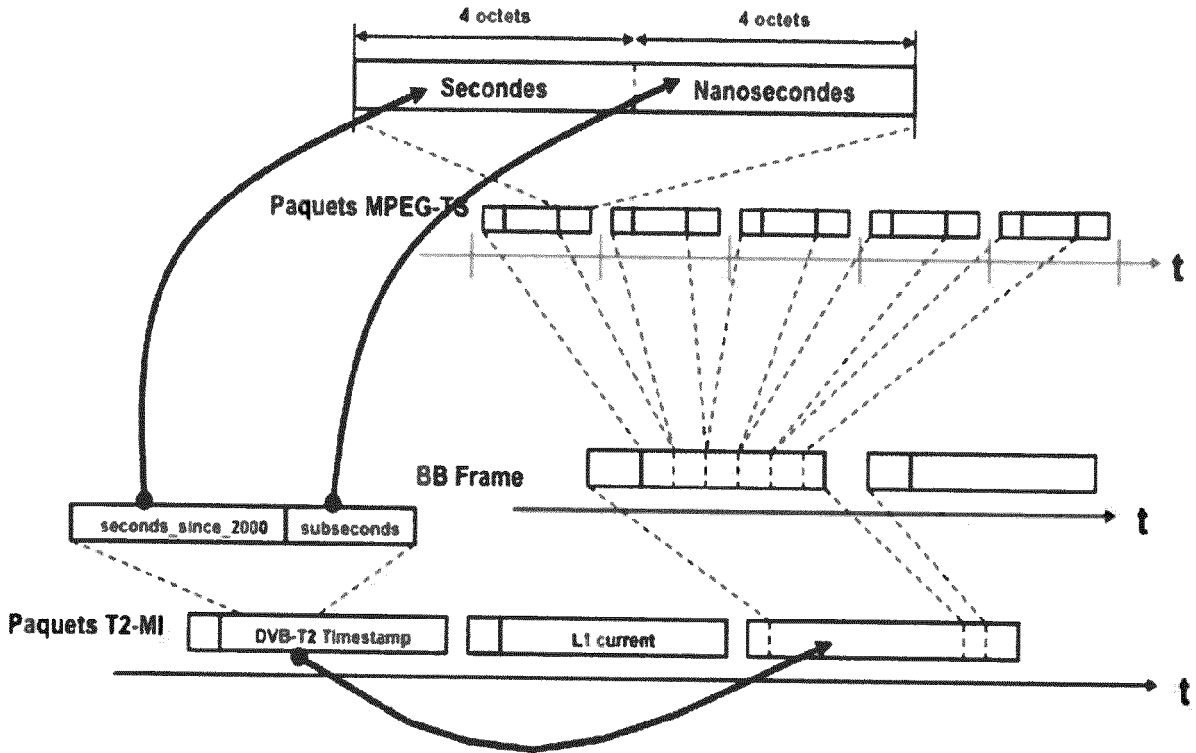 4 octets 4 octets
Secondes Nanosecondes
Paquets MPEG-TS
t
BB Frame
t
seconds_since_2000 subseconds
Paquets T2-MI
DVB-T2 Timestamp L1 current
t